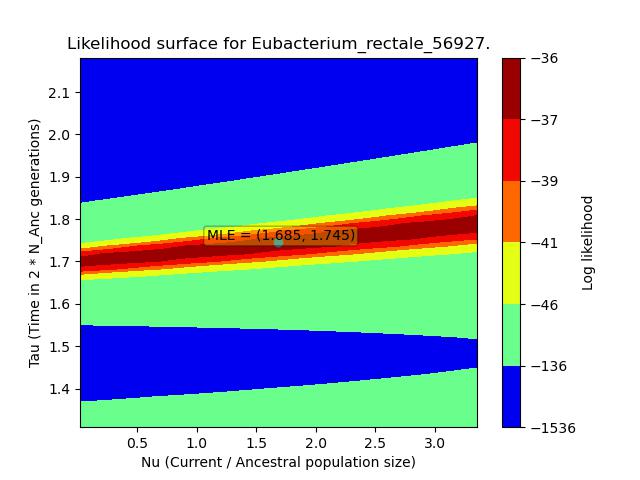 Likelihood surface for Eubacterium_rectale_56927.
Tau (Time in 2 * N_Anc generations)
2.1
2.0
1.9
1.8
1.7
1.6
1.5
1.4
MLE = (1.685, 1.745)
0.5 1.0 1.5 2.0 2.5 3.0
Nu (Current / Ancestral population size)
−36
−37
−39
−41
−46
−136
−1536
Log likelihood